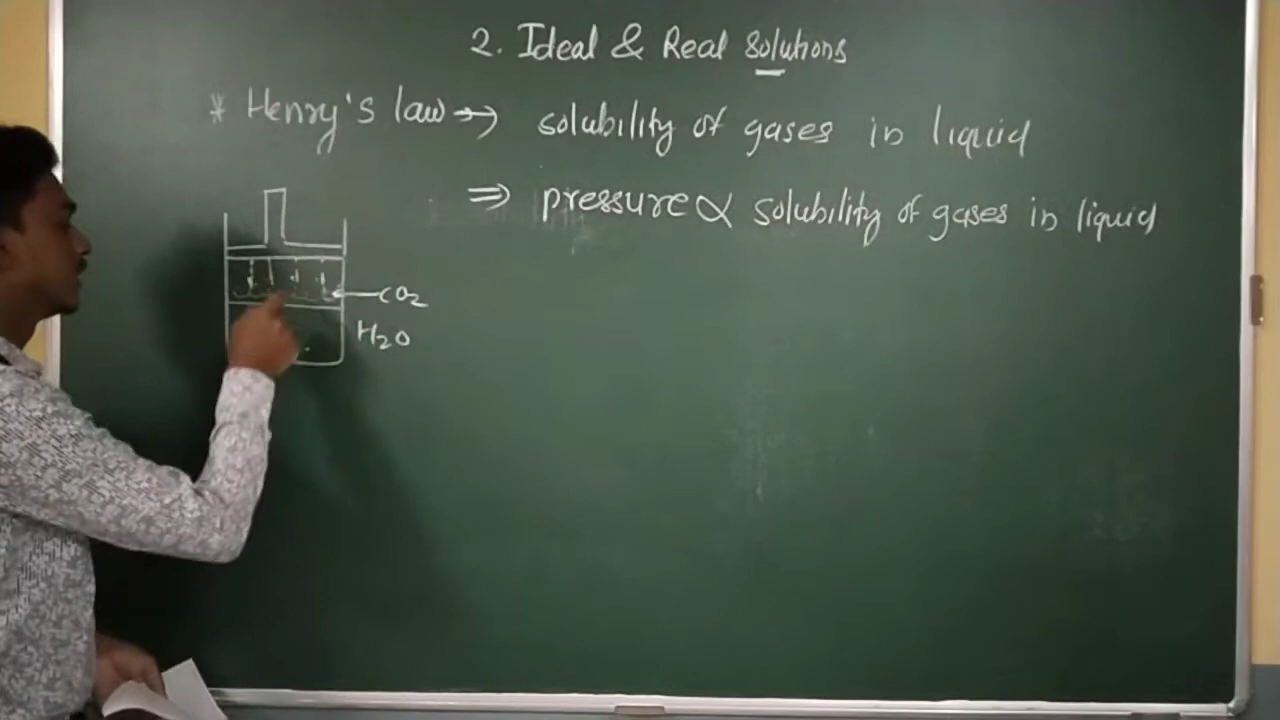 2. Ideal & Real Solutions
* Henry's law → solubility of gases in liquid
⇒ pressure ∝ solubility of gases in liquid
CO2
H2O